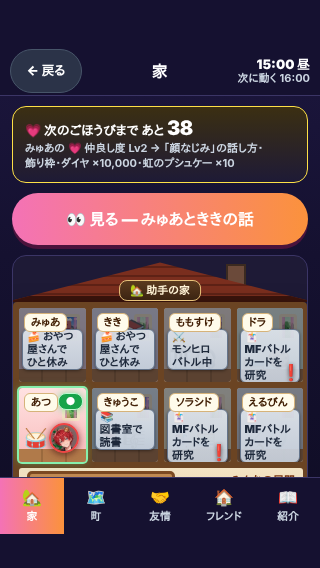 ← 戻る
家
15:00 昼
次に動く 16:00
💗 次のごほうびまで あと 38
みゅあの 💗 仲良し度 Lv2 → 「顔なじみ」の話し方・
飾り枠・ダイヤ ×10,000・虹のプシュケー ×10
👀 見る — みゅあとききの話
🏡 助手の家
みゅあ
🍰 おやつ屋さんでひと休み
きき
🍰 おやつ屋さんでひと休み
ももすけ
⚔️ モンヒロバトル中
ドラ
🃏 MFバトルカードを研究❗
あつ
きゅうこ
📚 図書室で読書
ソラシド
🃏 MFバトルカードを研究❗
えるぴん
🃏 MFバトルカードを研究
家
町
友情
フレンド
紹介